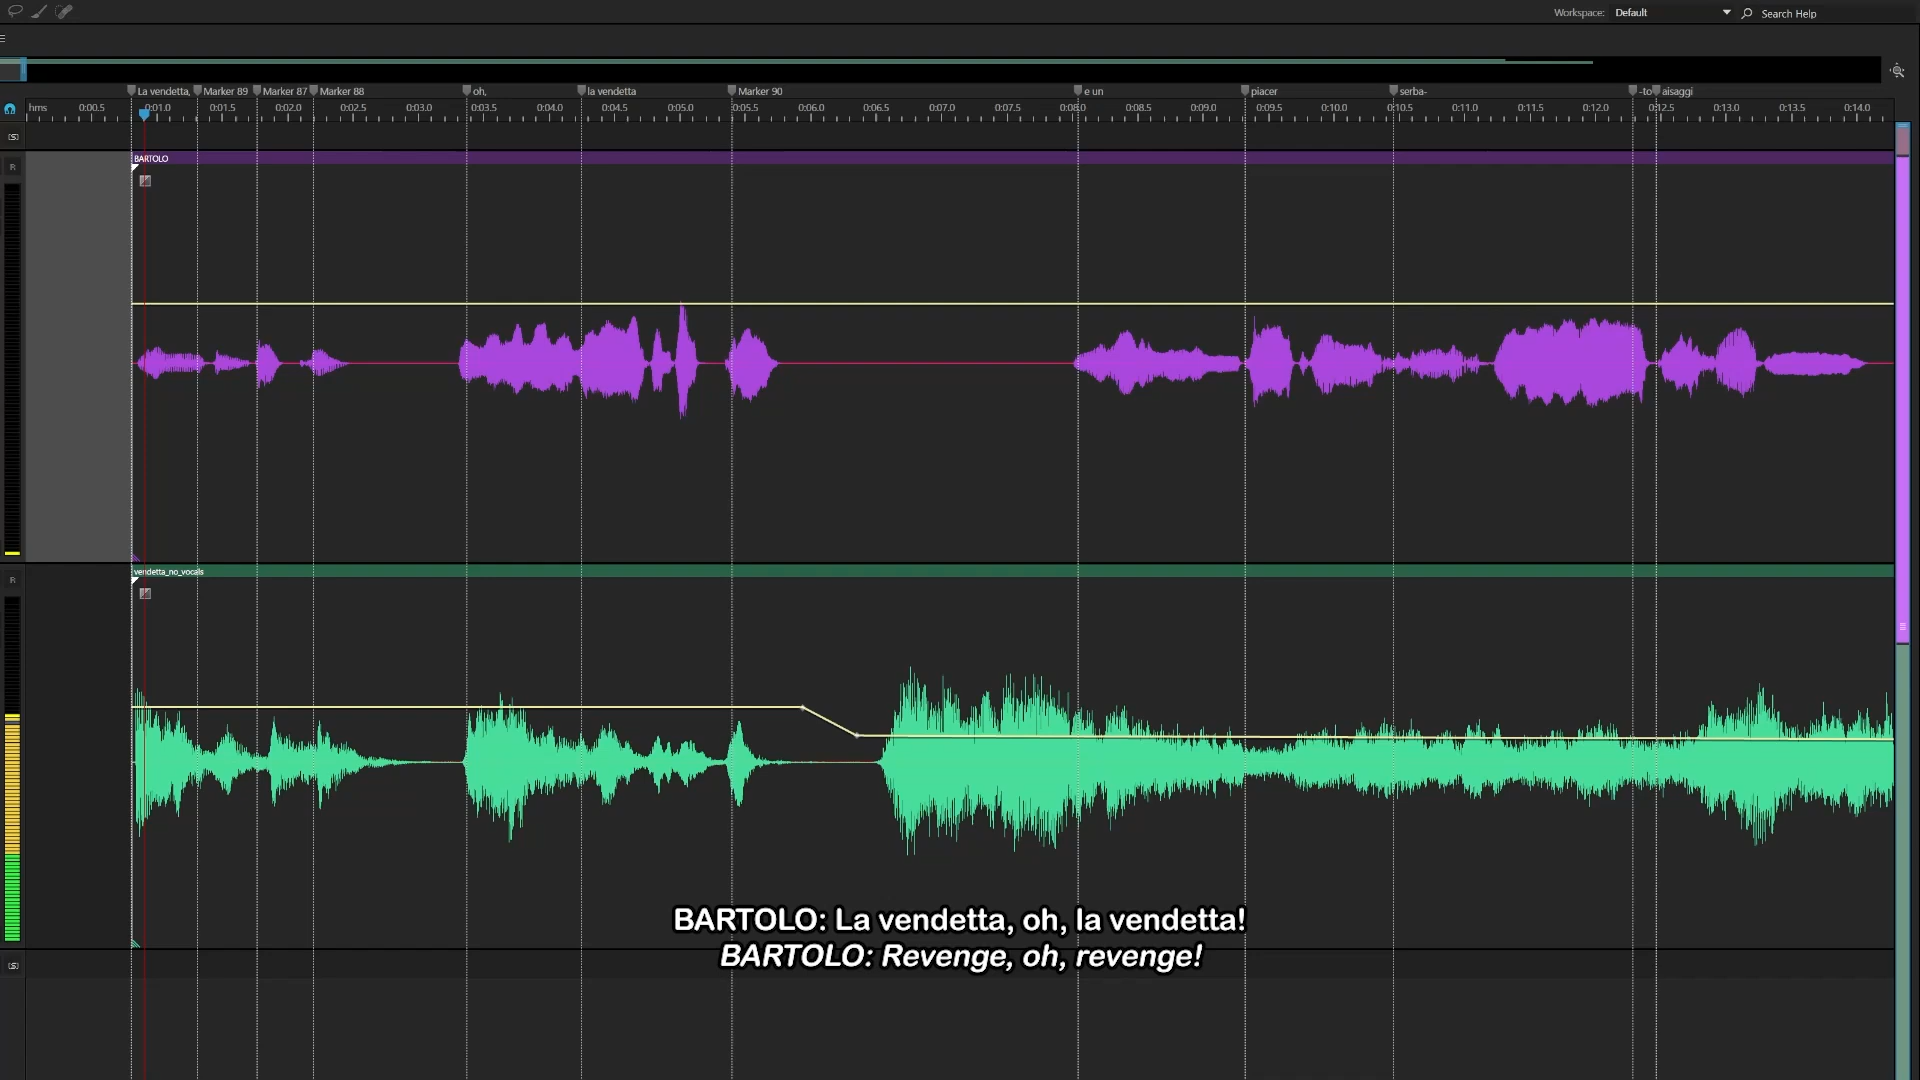 Workspace: Default Search Help
La vendetta, Marker 89 Marker 87 Marker 88 oh, la vendetta Marker 90 e un piacer serba- -to aisaggi
hms 0:00.5 0:01.0 0:01.5 0:02.0 0:02.5 0:03.0 0:03.5 0:04.0 0:04.5 0:05.0 0:05.5 0:06.0 0:06.5 0:07.0 0:07.5 0:08.0 0:08.5 0:09.0 0:09.5 0:10.0 0:10.5 0:11.0 0:11.5 0:12.0 0:12.5 0:13.0 0:13.5 0:14.0
(S)
BARTOLO
R
vendetta_no_vocals
R
BARTOLO: La vendetta, oh, la vendetta!
BARTOLO: Revenge, oh, revenge!
(S)